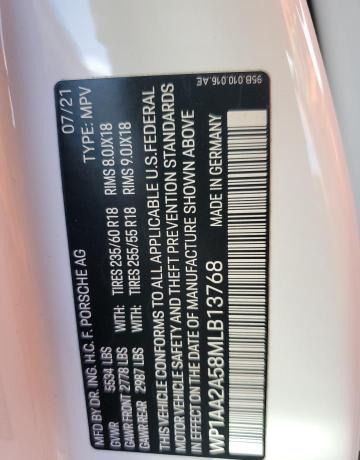 MFD BY DR. ING. H.C. F. PORSCHE AG 07/21
GVWR 5534 LBS TYPE: MPV
GAWR FRONT 2778 LBS WITH: TIRES 235/60 R18 RIMS 8.0JX18
GAWR REAR 2987 LBS WITH: TIRES 255/55 R18 RIMS 9.0JX18
THIS VEHICLE CONFORMS TO ALL APPLICABLE U.S.FEDERAL
MOTOR VEHICLE SAFETY AND THEFT PREVENTION STANDARDS
IN EFFECT ON THE DATE OF MANUFACTURE SHOWN ABOVE
WP1AA2A58MLB13768 MADE IN GERMANY
95B.010.016.AE